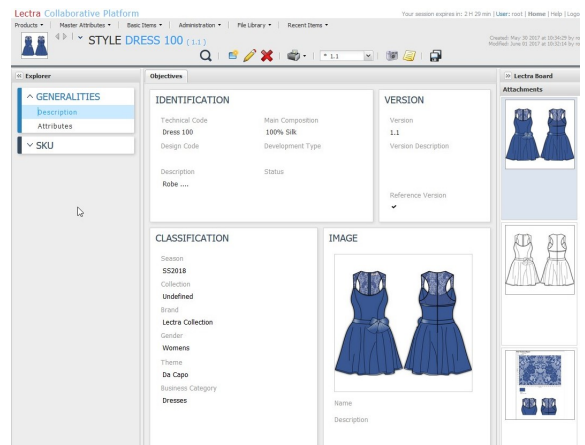 Lectra Collaborative Platform
Your session expires in: 2 H 29 min | User: root | Home | Help | Logo
Products Master Attributes Basic Items Administration File Library Recent Items
STYLE DRESS 100 ( 1.1 )
Created: May 30 2017 at 10:34:29 by
Modified: June 01 2017 at 10:32:14 by
* 1.1
Explorer
Objectives
Lectra Board
GENERALITIES
Description
Attributes
SKU
IDENTIFICATION
Technical Code Main Composition
Dress 100 100% Silk
Design Code Development Type
Description Status
Robe ....
VERSION
Version
1.1
Version Description
Reference Version
CLASSIFICATION
Season
SS2018
Collection
Undefined
Brand
Lectra Collection
Gender
Womens
Theme
Da Capo
Business Category
Dresses
IMAGE
Name
Description
Attachments